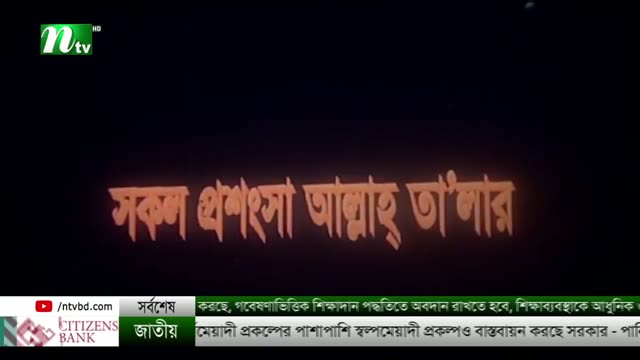 ntv HD
সকল প্রশংসা আল্লাহ্ তা'লার
/ntvbd.com সর্বশেষ করছে, গবেষণাভিত্তিক শিক্ষাদান পদ্ধতিতে অবদান রাখতে হবে, শিক্ষাব্যবস্থাকে আধুনিক
CITIZENS BANK জাতীয় মেয়াদী প্রকল্পের পাশাপাশি স্বল্পমেয়াদী প্রকল্পও বাস্তবায়ন করছে সরকার - পা